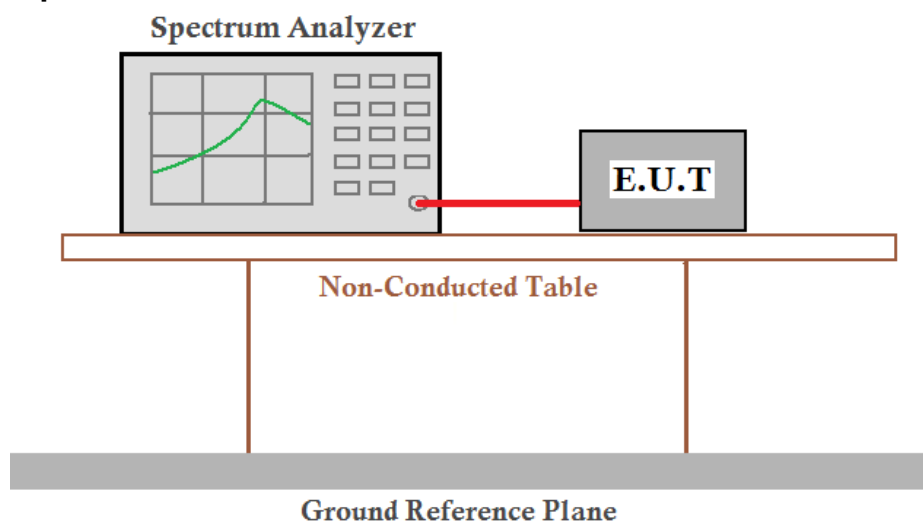 Spectrum Analyzer
E.U.T
Non-Conducted Table
Ground Reference Plane